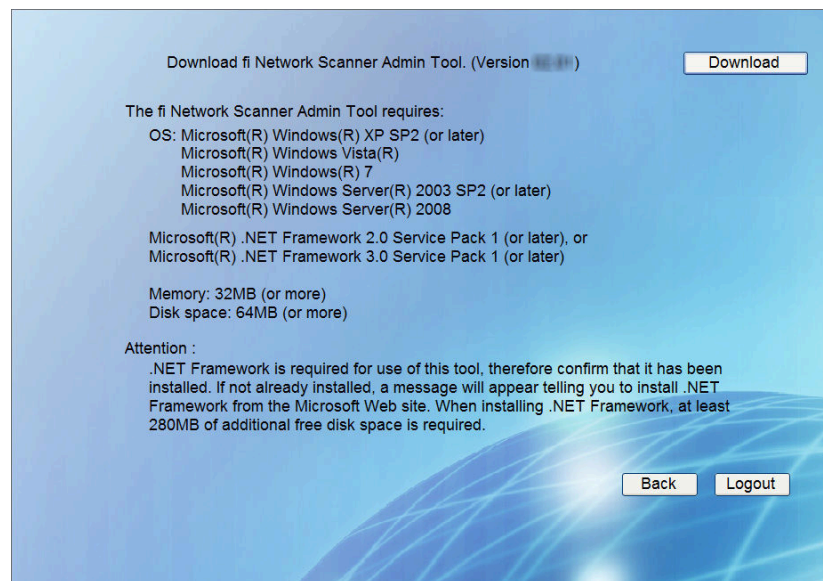 Download fi Network Scanner Admin Tool. (Version )
Download
The fi Network Scanner Admin Tool requires:
OS: Microsoft(R) Windows(R) XP SP2 (or later)
Microsoft(R) Windows Vista(R)
Microsoft(R) Windows(R) 7
Microsoft(R) Windows Server(R) 2003 SP2 (or later)
Microsoft(R) Windows Server(R) 2008
Microsoft(R) .NET Framework 2.0 Service Pack 1 (or later), or
Microsoft(R) .NET Framework 3.0 Service Pack 1 (or later)
Memory: 32MB (or more)
Disk space: 64MB (or more)
Attention :
.NET Framework is required for use of this tool, therefore confirm that it has been
installed. If not already installed, a message will appear telling you to install .NET
Framework from the Microsoft Web site. When installing .NET Framework, at least
280MB of additional free disk space is required.
Back
Logout